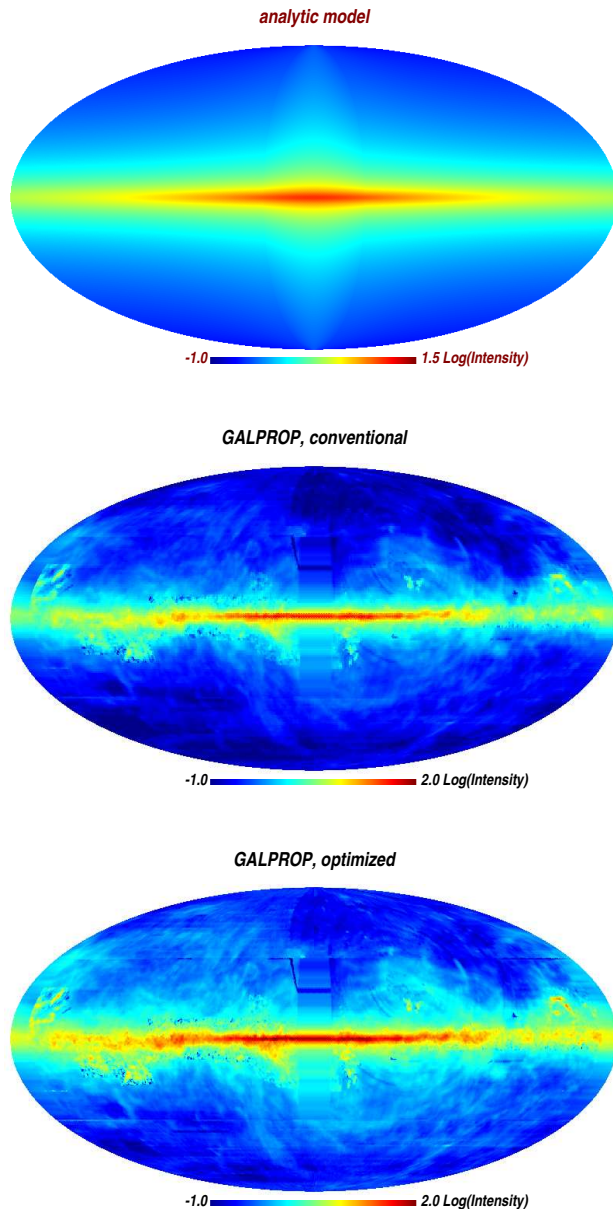 analytic model
-1.0 1.5 Log(Intensity)
GALPROP, conventional
-1.0 2.0 Log(Intensity)
GALPROP, optimized
-1.0 2.0 Log(Intensity)